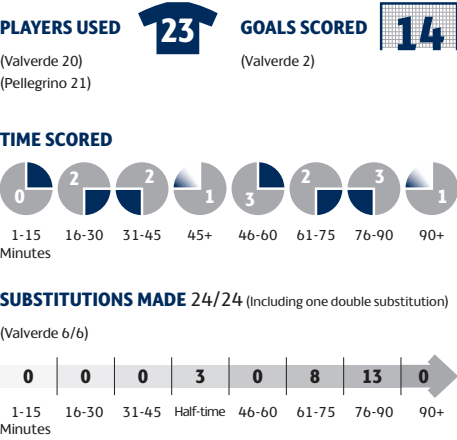 PLAYERS USED 23 GOALS SCORED 14
(Valverde 20) (Valverde 2)
(Pellegrino 21)
TIME SCORED
0 2 2 1 3 2 3 1
1-15 16-30 31-45 45+ 46-60 61-75 76-90 90+
Minutes
SUBSTITUTIONS MADE 24/24 (Including one double substitution)
(Valverde 6/6)
0 0 0 3 0 8 13 0
1-15 16-30 31-45 Half-time 46-60 61-75 76-90 90+
Minutes